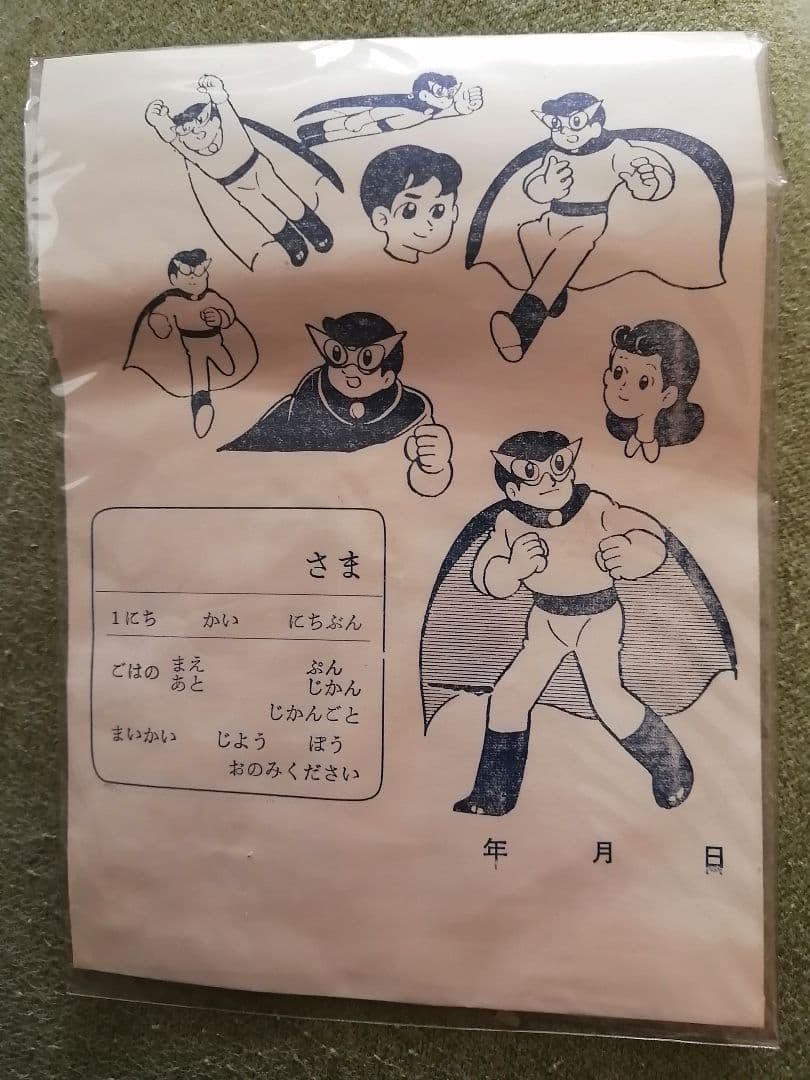 さま
1にち　かい　にちぶん
ごはの　まえ　ぷん
あと　じかん
じかんごと
まいかい　じよう　ぽう
おのみください
年　月　日